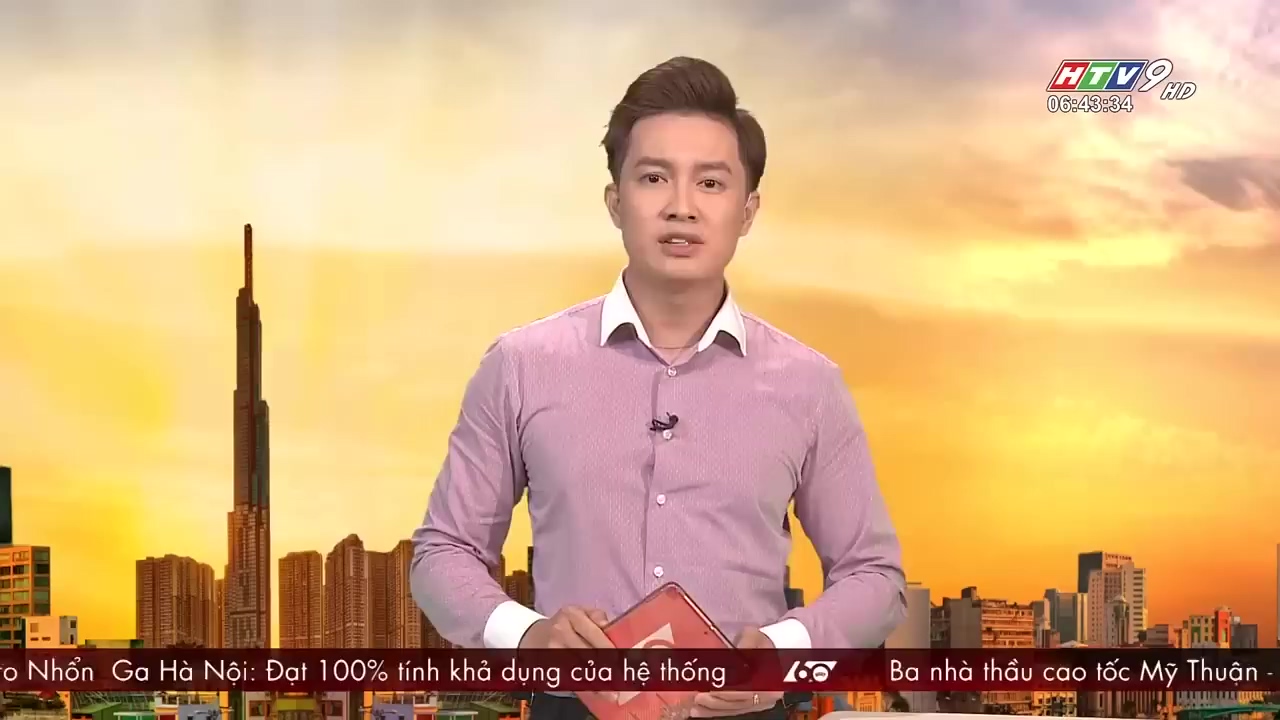 HTV9 HD
06:43:34
Nhổn Ga Hà Nội: Đạt 100% tính khả dụng của hệ thống 60 Ba nhà thầu cao tốc Mỹ Thuận -